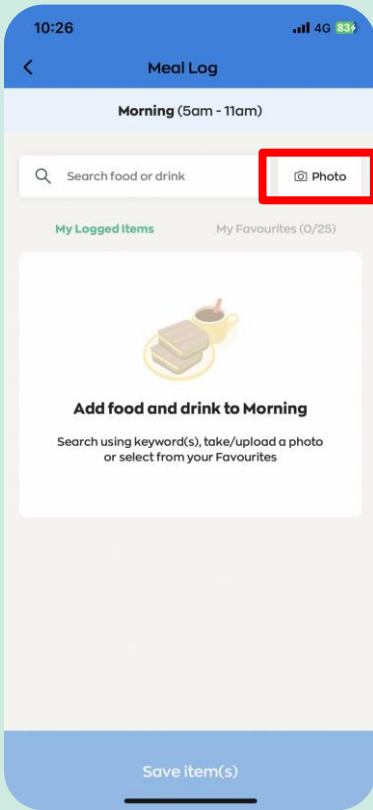 10:26 4G 83
Meal Log
Morning (5am - 11am)
Search food or drink Photo
My Logged Items My Favourites (0/25)
Add food and drink to Morning
Search using keyword(s), take/upload a photo
or select from your Favourites
Save item(s)